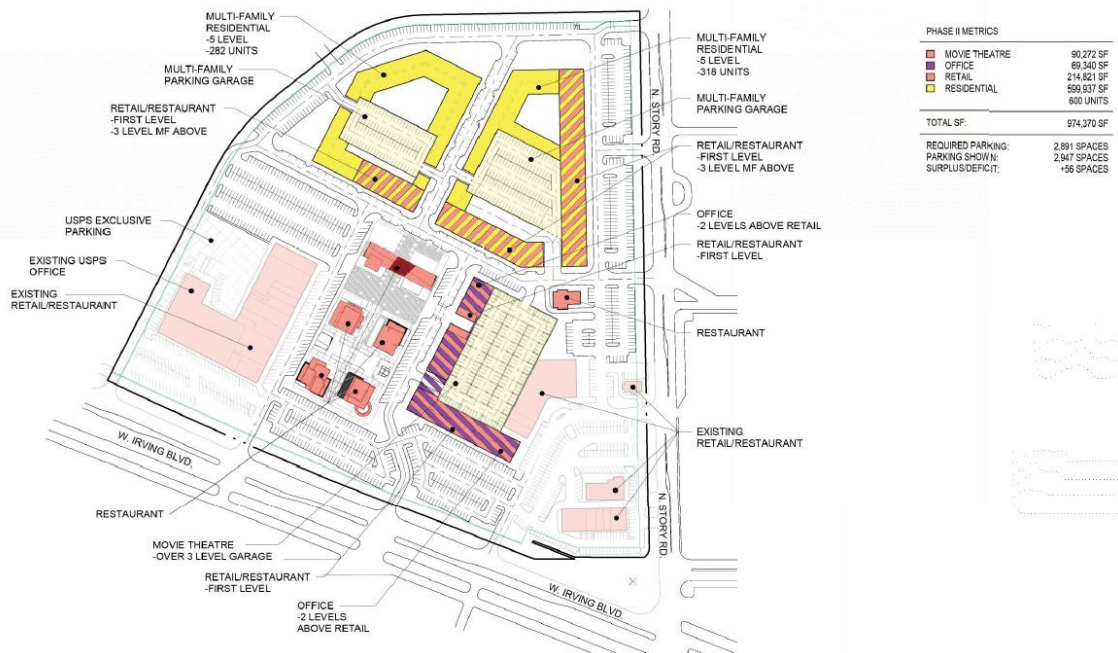 MULTI-FAMILY
RESIDENTIAL
-5 LEVEL
-282 UNITS
MULTI-FAMILY
PARKING GARAGE
RETAIL/RESTAURANT
-FIRST LEVEL
-3 LEVEL MF ABOVE
USPS EXCLUSIVE
PARKING
EXISTING USPS
OFFICE
EXISTING
RETAIL/RESTAURANT
W. IRVING BLVD.
RESTAURANT
MOVIE THEATRE
-OVER 3 LEVEL GARAGE
RETAIL/RESTAURANT
-FIRST LEVEL
OFFICE
-2 LEVELS
ABOVE RETAIL
MULTI-FAMILY
RESIDENTIAL
-5 LEVEL
-318 UNITS
MULTI-FAMILY
PARKING GARAGE
N. STORY RD.
RETAIL/RESTAURANT
-FIRST LEVEL
-3 LEVEL MF ABOVE
OFFICE
-2 LEVELS ABOVE RETAIL
RETAIL/RESTAURANT
-FIRST LEVEL
RESTAURANT
EXISTING
RETAIL/RESTAURANT
N. STORY RD.
W. IRVING BLVD.
PHASE II METRICS
MOVIE THEATRE 90,272 SF
OFFICE 69,340 SF
RETAIL 214,821 SF
RESIDENTIAL 599,937 SF
600 UNITS
TOTAL SF: 974,370 SF
REQUIRED PARKING: 2,891 SPACES
PARKING SHOWN: 2,947 SPACES
SURPLUS/DEFICIT: +56 SPACES